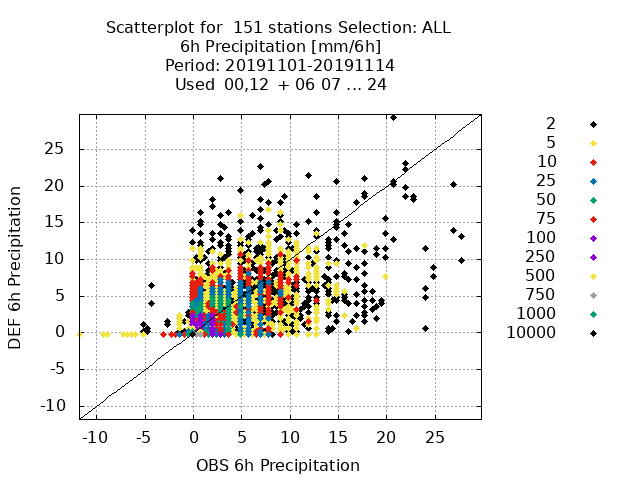 Scatterplot for  151 stations Selection: ALL
6h Precipitation [mm/6h]
Period: 20191101-20191114
Used  00,12  + 06 07 ... 24
2
5
10
25
50
75
100
250
500
750
1000
10000
25
20
15
10
5
0
-5
-10
DEF 6h Precipitation
-10 -5 0 5 10 15 20 25
OBS 6h Precipitation